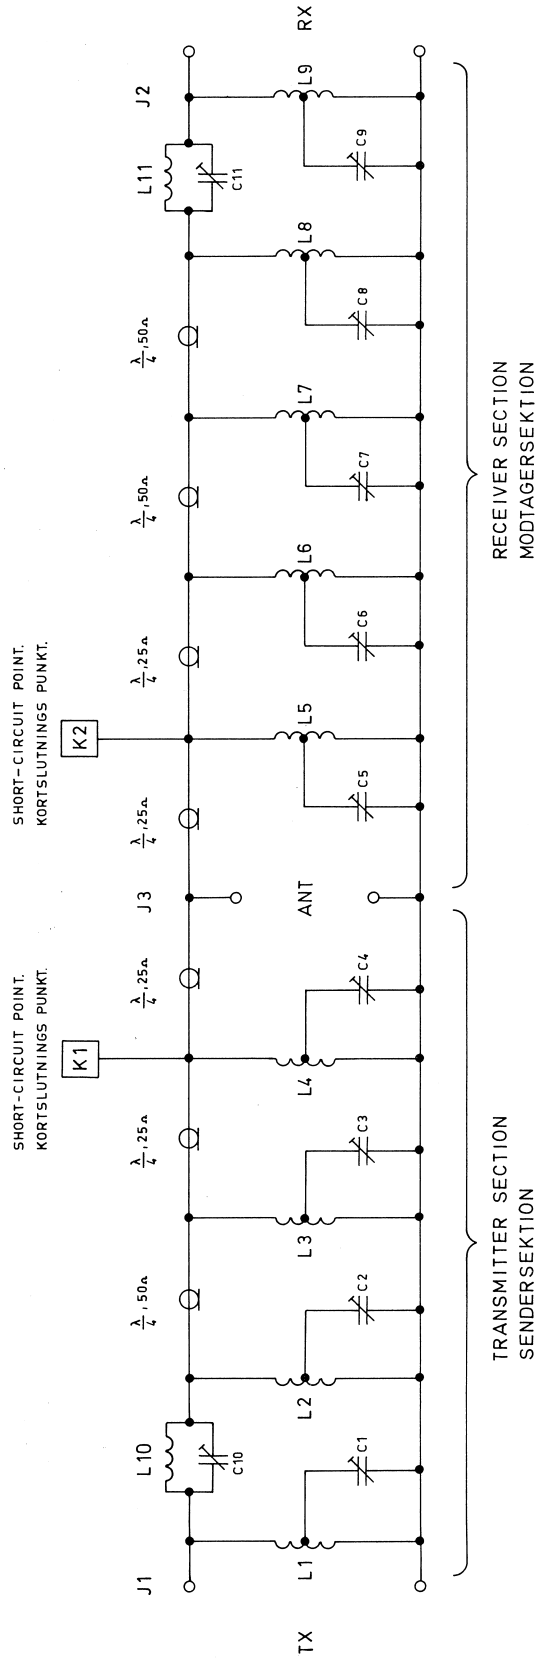 SHORT-CIRCUIT POINT.
KORTSLUTNINGS PUNKT.
SHORT-CIRCUIT POINT.
KORTSLUTNINGS PUNKT.
K1
K2
J1
L10
λ/4,50Ω
λ/4,25Ω
λ/4,25Ω
J3
λ/4,25Ω
λ/4,25Ω
λ/4,50Ω
λ/4,50Ω
L11
J2
C10
C11
TX
L1
L2
L3
L4
ANT
L5
L6
L7
L8
L9
RX
C1
C2
C3
C4
C5
C6
C7
C8
C9
TRANSMITTER SECTION
SENDERSEKTION
RECEIVER SECTION
MODTAGERSEKTION